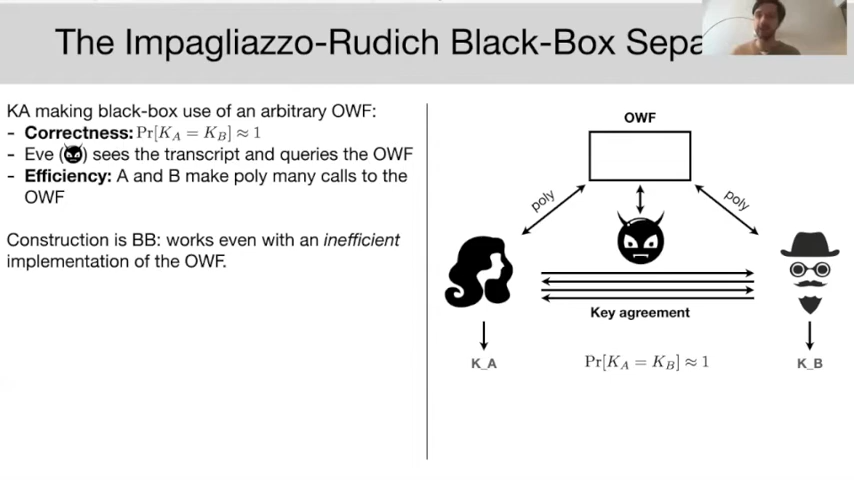 The Impagliazzo-Rudich Black-Box
KA making black-box use of an arbitrary OWF:
- Correctness: Pr[K_A = K_B] ≈ 1
- Eve ( ) sees the transcript and queries the OWF
- Efficiency: A and B make poly many calls to the
OWF
Construction is BB: works even with an inefficient
implementation of the OWF.
OWF
poly
poly
Key agreement
K_A
Pr[K_A = K_B] ≈ 1
K_B